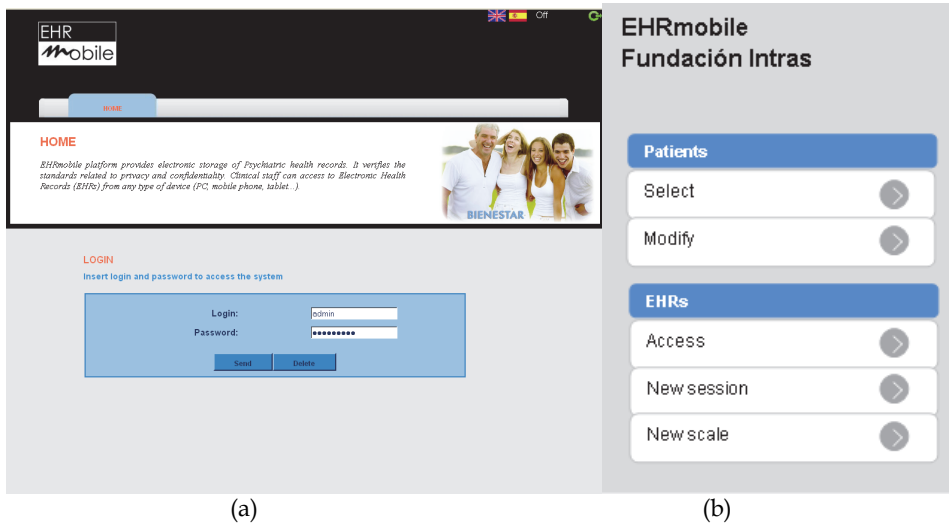 EHR
mobile
Off
HOME
HOME
EHRmobile platform provides electronic storage of Psychiatric health records. It verifies the
standards related to privacy and confidentiality. Clinical staff can access to Electronic Health
Records (EHRs) from any type of device (PC, mobile phone, tablet...).
BIENESTAR
LOGIN
Insert login and password to access the system
Login: admin
Password: •••••••••
Send Delete
(a)
EHRmobile
Fundación Intras
Patients
Select
Modify
EHRs
Access
New session
New scale
(b)